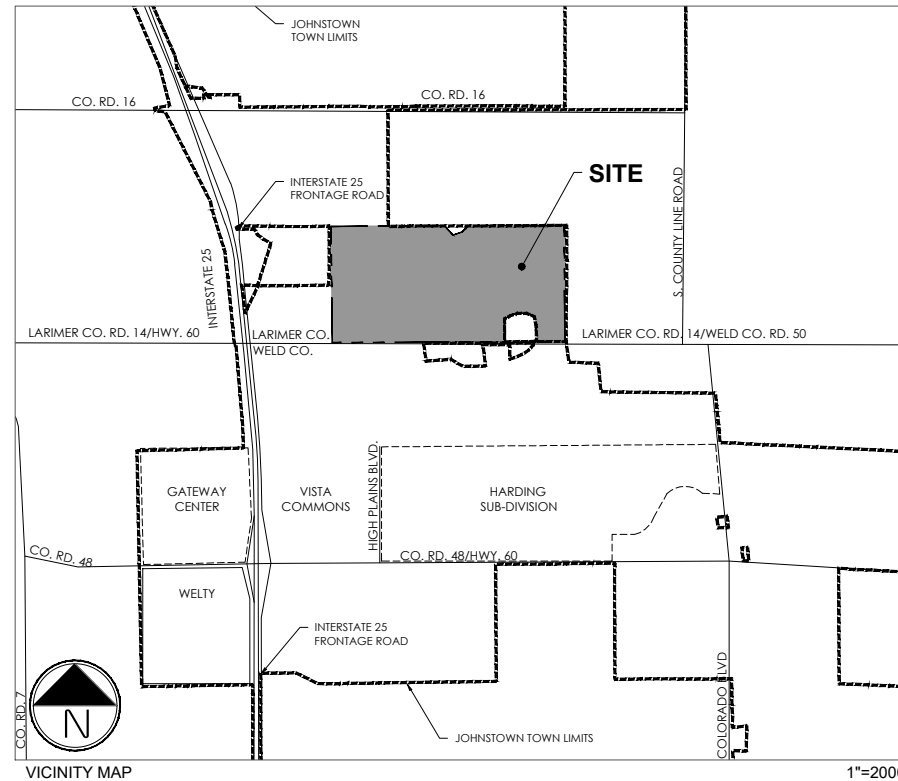 JOHNSTOWN
TOWN LIMITS
CO. RD. 16
CO. RD. 16
SITE
INTERSTATE 25
FRONTAGE ROAD
S. COUNTY LINE ROAD
INTERSTATE 25
LARIMER CO. RD. 14/HWY. 60
LARIMER CO.
WELD CO.
LARIMER CO. RD. 14/WELD CO. RD. 50
HIGH PLAINS BLVD.
GATEWAY
CENTER
VISTA
COMMONS
HARDING
SUB-DIVISION
CO. RD. 48
CO. RD. 48/HWY. 60
WELTY
INTERSTATE 25
FRONTAGE ROAD
CO. RD. 7
N
COLORADO BLVD
JOHNSTOWN TOWN LIMITS
VICINITY MAP